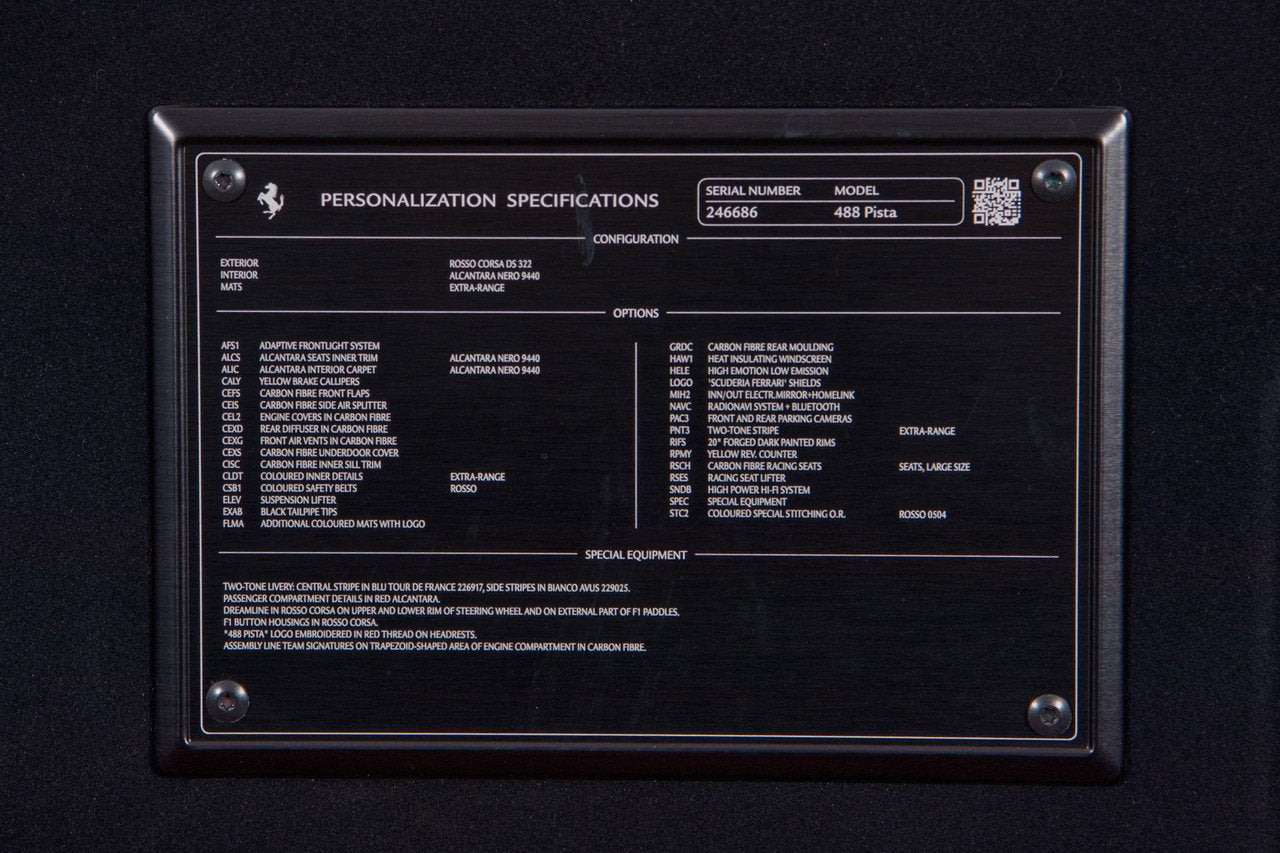 PERSONALIZATION SPECIFICATIONS
SERIAL NUMBER MODEL
246686 488 Pista
CONFIGURATION
EXTERIOR ROSSO CORSA DS 322
INTERIOR ALCANTARA NERO 9440
MATS EXTRA-RANGE
OPTIONS
AFS1 ADAPTIVE FRONTLIGHT SYSTEM
ALCS ALCANTARA SEATS INNER TRIM ALCANTARA NERO 9440
ALIC ALCANTARA INTERIOR CARPET ALCANTARA NERO 9440
CALY YELLOW BRAKE CALLIPERS
CEFS CARBON FIBRE FRONT FLAPS
CEIS CARBON FIBRE SIDE AIR SPLITTER
CEL2 ENGINE COVERS IN CARBON FIBRE
CEXD REAR DIFFUSER IN CARBON FIBRE
CEXG FRONT AIR VENTS IN CARBON FIBRE
CEXS CARBON FIBRE UNDERDOOR COVER
CISC CARBON FIBRE INNER SILL TRIM
CLDT COLOURED INNER DETAILS EXTRA-RANGE
CSB1 COLOURED SAFETY BELTS ROSSO
ELEV SUSPENSION LIFTER
EXAB BLACK TAILPIPE TIPS
FLMA ADDITIONAL COLOURED MATS WITH LOGO
GRDC CARBON FIBRE REAR MOULDING
HAW1 HEAT INSULATING WINDSCREEN
HELE HIGH EMOTION LOW EMISSION
LOGO 'SCUDERIA FERRARI' SHIELDS
MIH2 INN/OUT ELECTR.MIRROR+HOMELINK
NAVC RADIONAVI SYSTEM + BLUETOOTH
PAC3 FRONT AND REAR PARKING CAMERAS
PNT3 TWO-TONE STRIPE EXTRA-RANGE
RIFS 20" FORGED DARK PAINTED RIMS
RPMY YELLOW REV. COUNTER
RSCH CARBON FIBRE RACING SEATS SEATS, LARGE SIZE
RSES RACING SEAT LIFTER
SNDB HIGH POWER HI-FI SYSTEM
SPEC SPECIAL EQUIPMENT
STC2 COLOURED SPECIAL STITCHING O.R. ROSSO 0504
SPECIAL EQUIPMENT
TWO-TONE LIVERY: CENTRAL STRIPE IN BLU TOUR DE FRANCE 226917, SIDE STRIPES IN BIANCO AVUS 229025.
PASSENGER COMPARTMENT DETAILS IN RED ALCANTARA.
DREAMLINE IN ROSSO CORSA ON UPPER AND LOWER RIM OF STEERING WHEEL AND ON EXTERNAL PART OF F1 PADDLES.
F1 BUTTON HOUSINGS IN ROSSO CORSA.
"488 PISTA" LOGO EMBROIDERED IN RED THREAD ON HEADRESTS.
ASSEMBLY LINE TEAM SIGNATURES ON TRAPEZOID-SHAPED AREA OF ENGINE COMPARTMENT IN CARBON FIBRE.